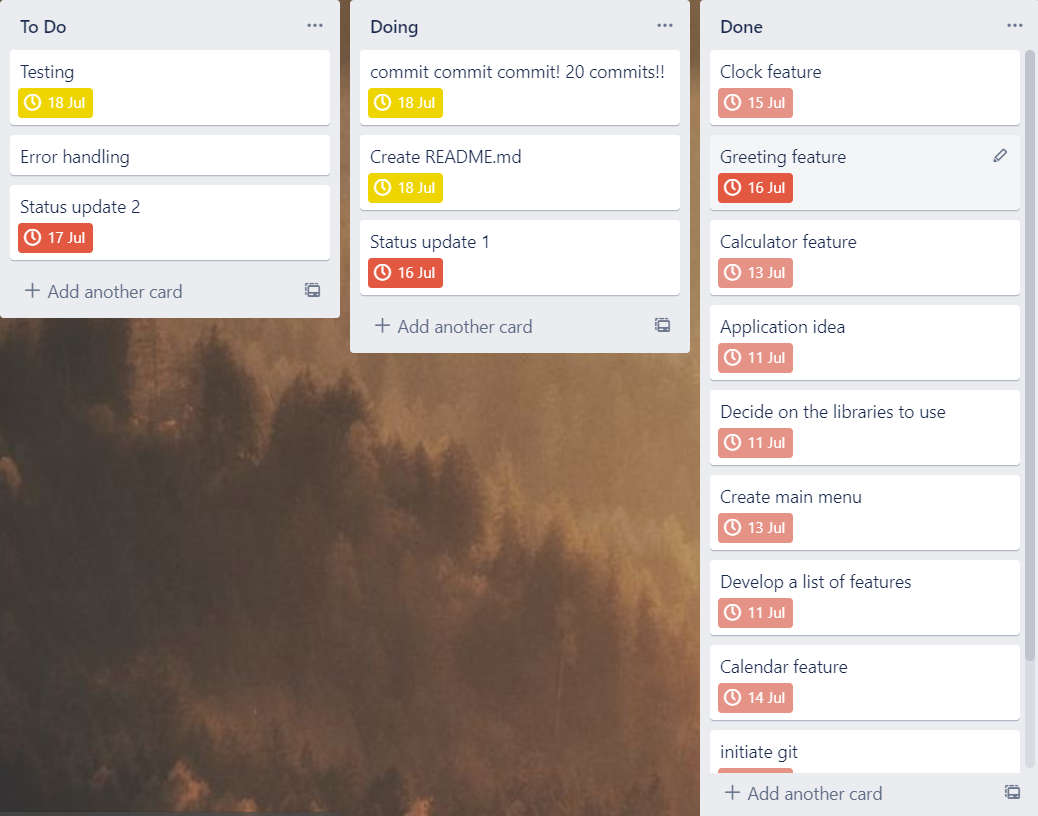 To Do
Testing
18 Jul
Error handling
Status update 2
17 Jul
Add another card
Doing
commit commit commit! 20 commits!!
18 Jul
Create README.md
18 Jul
Status update 1
16 Jul
Add another card
Done
Clock feature
15 Jul
Greeting feature
16 Jul
Calculator feature
13 Jul
Application idea
11 Jul
Decide on the libraries to use
11 Jul
Create main menu
13 Jul
Develop a list of features
11 Jul
Calendar feature
14 Jul
initiate git
Add another card